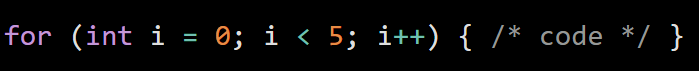 for (int i = 0; i < 5; i++) { /* code */ }